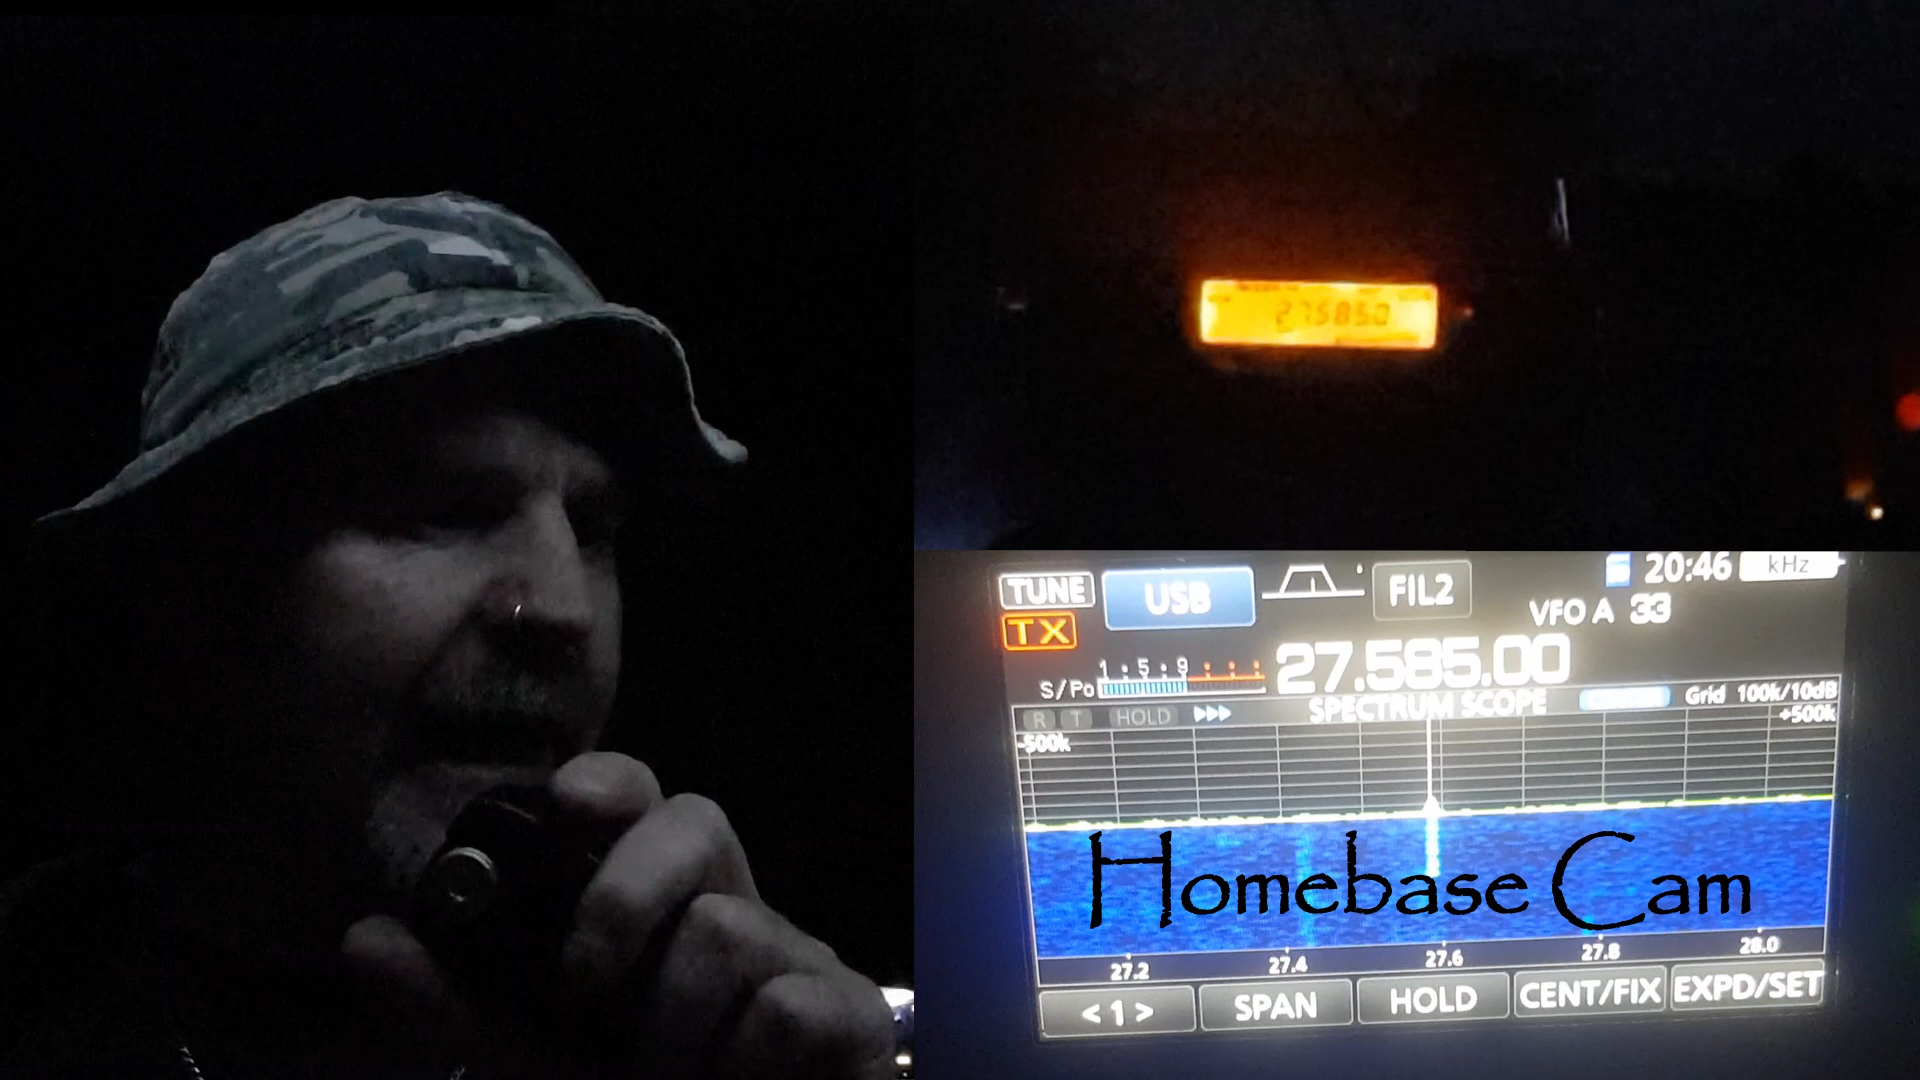 275850
TUNE
USB
FIL2
20:46
kHz
TX
VFO A 33
1 . 5 . 9
27.585.00
S/Po
SPECTRUM SCOPE
Grid 100k/10dB
R T HOLD
-500k
+500k
Homebase Cam
27.2 27.4 27.6 27.8 28.0
<1>
SPAN
HOLD
CENT/FIX
EXPD/SET